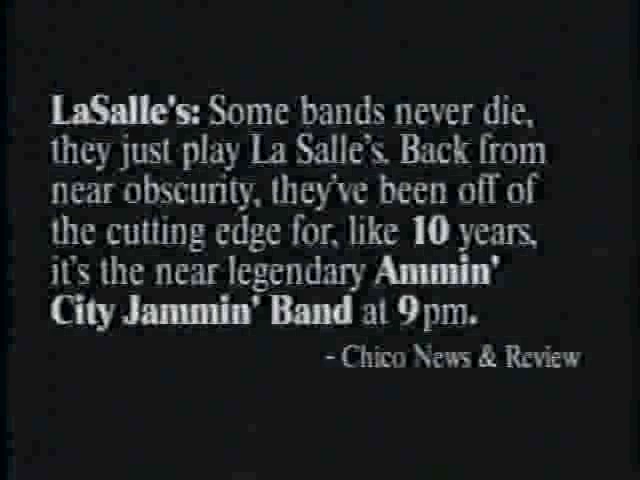 LaSalle's: Some bands never die,
they just play La Salle's. Back from
near obscurity, they've been off of
the cutting edge for, like 10 years,
it's the near legendary Ammin'
City Jammin' Band at 9pm.
- Chico News & Review